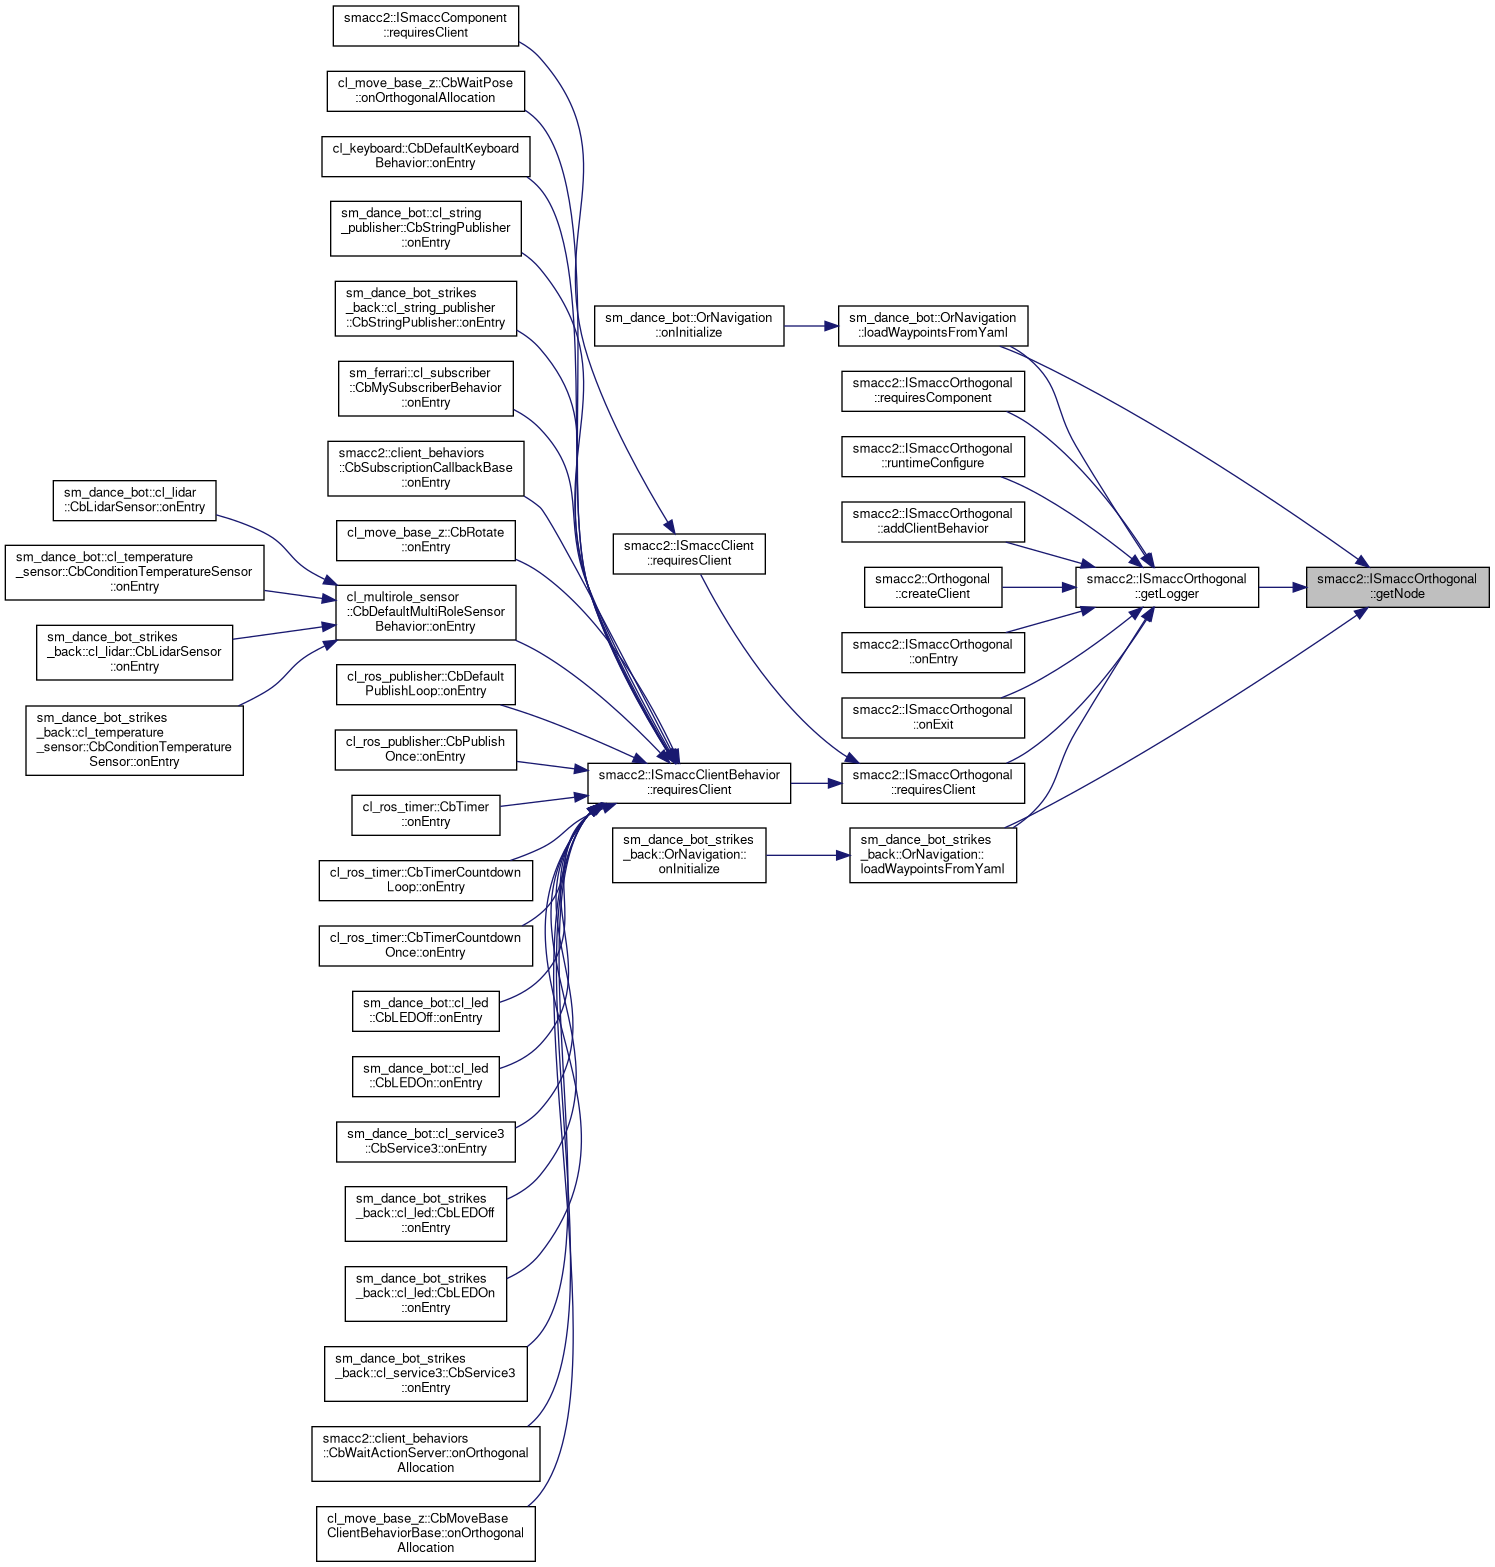 smacc2::ISmaccComponent
::requiresClient
cl_move_base_z::CbWaitPose
::onOrthogonalAllocation
cl_keyboard::CbDefaultKeyboard
Behavior::onEntry
sm_dance_bot::cl_string
_publisher::CbStringPublisher
::onEntry
sm_dance_bot_strikes
_back::cl_string_publisher
::CbStringPublisher::onEntry
sm_ferrari::cl_subscriber
::CbMySubscriberBehavior
::onEntry
smacc2::client_behaviors
::CbSubscriptionCallbackBase
::onEntry
cl_move_base_z::CbRotate
::onEntry
cl_multirole_sensor
::CbDefaultMultiRoleSensor
Behavior::onEntry
sm_dance_bot::cl_lidar
::CbLidarSensor::onEntry
sm_dance_bot::cl_temperature
_sensor::CbConditionTemperatureSensor
::onEntry
sm_dance_bot_strikes
_back::cl_lidar::CbLidarSensor
::onEntry
sm_dance_bot_strikes
_back::cl_temperature
_sensor::CbConditionTemperature
Sensor::onEntry
cl_ros_publisher::CbDefault
PublishLoop::onEntry
cl_ros_publisher::CbPublish
Once::onEntry
cl_ros_timer::CbTimer
::onEntry
cl_ros_timer::CbTimerCountdown
Loop::onEntry
cl_ros_timer::CbTimerCountdown
Once::onEntry
sm_dance_bot::cl_led
::CbLEDOff::onEntry
sm_dance_bot::cl_led
::CbLEDOn::onEntry
sm_dance_bot::cl_service3
::CbService3::onEntry
sm_dance_bot_strikes
_back::cl_led::CbLEDOff
::onEntry
sm_dance_bot_strikes
_back::cl_led::CbLEDOn
::onEntry
sm_dance_bot_strikes
_back::cl_service3::CbService3
::onEntry
smacc2::client_behaviors
::CbWaitActionServer::onOrthogonal
Allocation
cl_move_base_z::CbMoveBase
ClientBehaviorBase::onOrthogonal
Allocation
sm_dance_bot::OrNavigation
::onInitialize
smacc2::ISmaccClient
::requiresClient
smacc2::ISmaccClientBehavior
::requiresClient
sm_dance_bot_strikes
_back::OrNavigation::
onInitialize
sm_dance_bot::OrNavigation
::loadWaypointsFromYaml
smacc2::ISmaccOrthogonal
::requiresComponent
smacc2::ISmaccOrthogonal
::runtimeConfigure
smacc2::ISmaccOrthogonal
::addClientBehavior
smacc2::Orthogonal
::createClient
smacc2::ISmaccOrthogonal
::onEntry
smacc2::ISmaccOrthogonal
::onExit
smacc2::ISmaccOrthogonal
::requiresClient
sm_dance_bot_strikes
_back::OrNavigation::
loadWaypointsFromYaml
smacc2::ISmaccOrthogonal
::getLogger
smacc2::ISmaccOrthogonal
::getNode